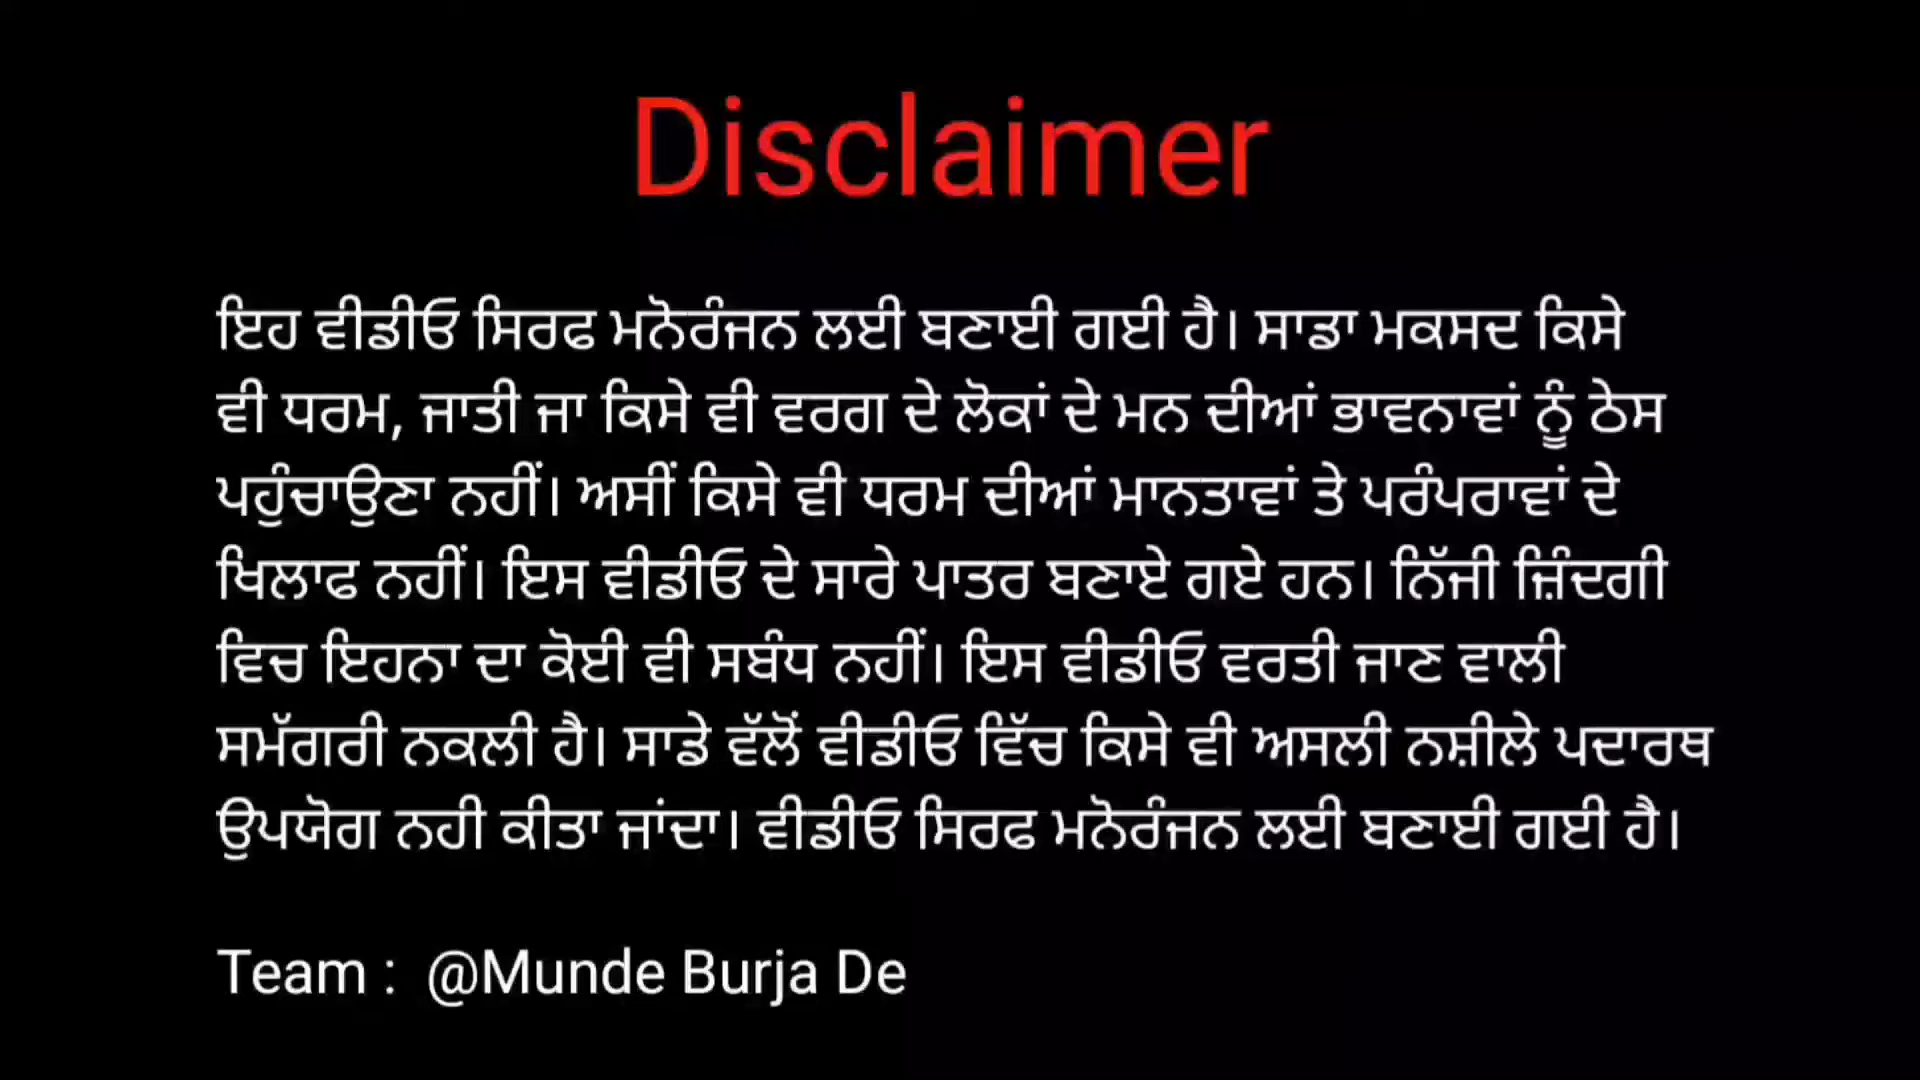 Disclaimer
ਇਹ ਵੀਡੀਓ ਸਿਰਫ ਮਨੋਰੰਜਨ ਲਈ ਬਣਾਈ ਗਈ ਹੈ। ਸਾਡਾ ਮਕਸਦ ਕਿਸੇ
ਵੀ ਧਰਮ, ਜਾਤੀ ਜਾ ਕਿਸੇ ਵੀ ਵਰਗ ਦੇ ਲੋਕਾਂ ਦੇ ਮਨ ਦੀਆਂ ਭਾਵਨਾਵਾਂ ਨੂੰ ਠੇਸ
ਪਹੁੰਚਾਉਣਾ ਨਹੀਂ। ਅਸੀਂ ਕਿਸੇ ਵੀ ਧਰਮ ਦੀਆਂ ਮਾਨਤਾਵਾਂ ਤੇ ਪਰੰਪਰਾਵਾਂ ਦੇ
ਖਿਲਾਫ ਨਹੀਂ। ਇਸ ਵੀਡੀਓ ਦੇ ਸਾਰੇ ਪਾਤਰ ਬਣਾਏ ਗਏ ਹਨ। ਨਿੱਜੀ ਜ਼ਿੰਦਗੀ
ਵਿਚ ਇਹਨਾ ਦਾ ਕੋਈ ਵੀ ਸਬੰਧ ਨਹੀਂ। ਇਸ ਵੀਡੀਓ ਵਰਤੀ ਜਾਣ ਵਾਲੀ
ਸਮੱਗਰੀ ਨਕਲੀ ਹੈ। ਸਾਡੇ ਵੱਲੋਂ ਵੀਡੀਓ ਵਿੱਚ ਕਿਸੇ ਵੀ ਅਸਲੀ ਨਸ਼ੀਲੇ ਪਦਾਰਥ
ਉਪਯੋਗ ਨਹੀ ਕੀਤਾ ਜਾਂਦਾ। ਵੀਡੀਓ ਸਿਰਫ ਮਨੋਰੰਜਨ ਲਈ ਬਣਾਈ ਗਈ ਹੈ।
Team :  @Munde Burja De